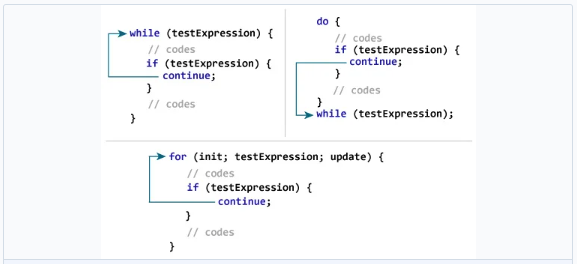 while (testExpression) {
// codes
if (testExpression) {
continue;
}
// codes
}
do {
// codes
if (testExpression) {
continue;
}
// codes
}
while (testExpression);
for (init; testExpression; update) {
// codes
if (testExpression) {
continue;
}
// codes
}